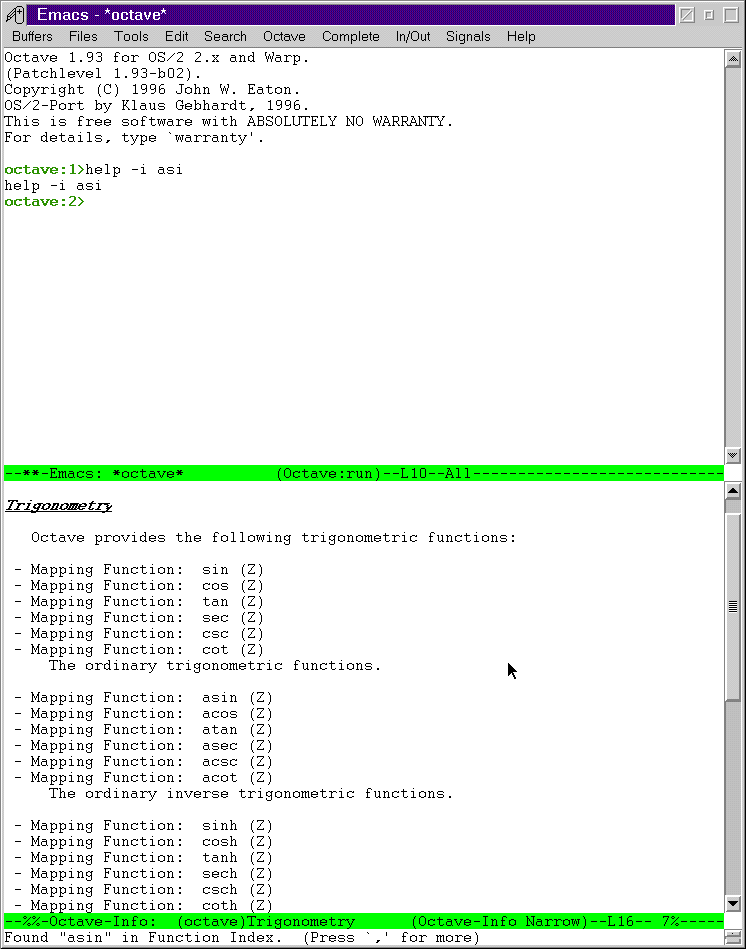 Emacs - *octave*
Buffers Files Tools Edit Search Octave Complete In/Out Signals Help
Octave 1.93 for OS/2 2.x and Warp.
(Patchlevel 1.93-b02).
Copyright (C) 1996 John W. Eaton.
OS/2-Port by Klaus Gebhardt, 1996.
This is free software with ABSOLUTELY NO WARRANTY.
For details, type `warranty'.
octave:1>help -i asi
help -i asi
octave:2>
--**-Emacs: *octave*          (Octave:run)--L10--All----------------------------
Trigonometry
Octave provides the following trigonometric functions:
- Mapping Function:  sin (Z)
- Mapping Function:  cos (Z)
- Mapping Function:  tan (Z)
- Mapping Function:  sec (Z)
- Mapping Function:  csc (Z)
- Mapping Function:  cot (Z)
The ordinary trigonometric functions.
- Mapping Function:  asin (Z)
- Mapping Function:  acos (Z)
- Mapping Function:  atan (Z)
- Mapping Function:  asec (Z)
- Mapping Function:  acsc (Z)
- Mapping Function:  acot (Z)
The ordinary inverse trigonometric functions.
- Mapping Function:  sinh (Z)
- Mapping Function:  cosh (Z)
- Mapping Function:  tanh (Z)
- Mapping Function:  sech (Z)
- Mapping Function:  csch (Z)
- Mapping Function:  coth (Z)
--%%-Octave-Info:  (octave)Trigonometry      (Octave-Info Narrow)--L16-- 7%-----
Found "asin" in Function Index.  (Press `,' for more)